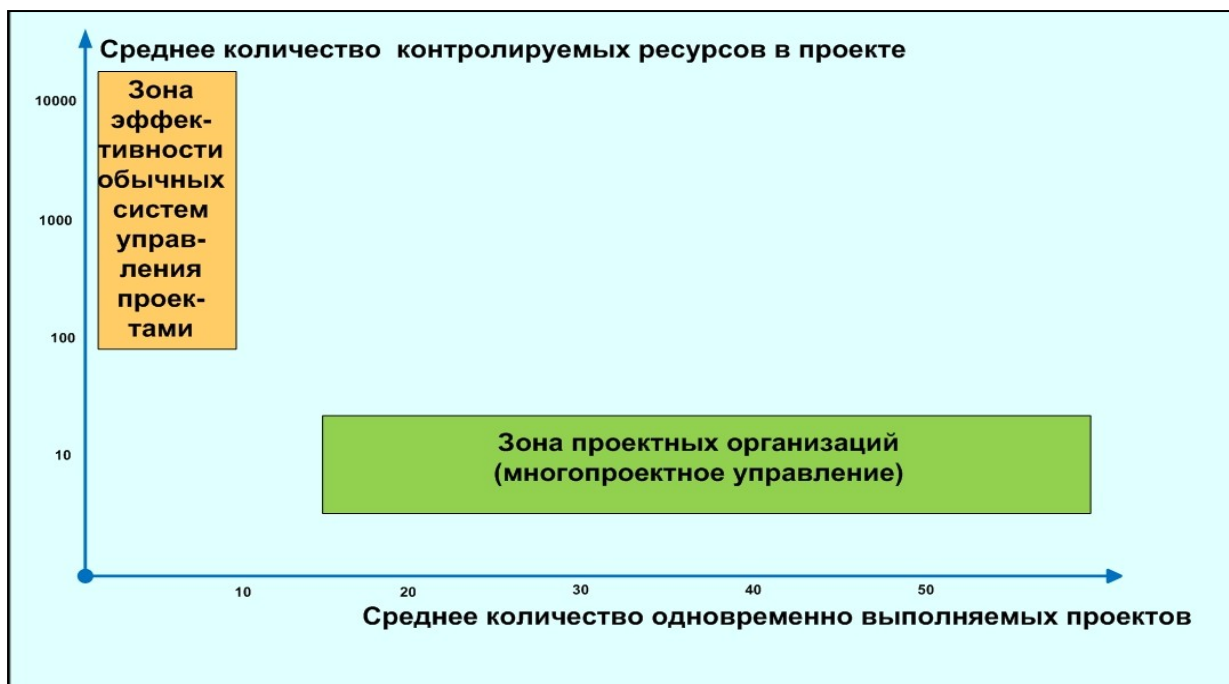 Среднее количество контролируемых ресурсов в проекте
10000
Зона
эффек-
тивности
обычных
систем
управ-
ления
проек-
тами
1000
100
10
Зона проектных организаций
(многопроектное управление)
10
20
30
40
50
Среднее количество одновременно выполняемых проектов